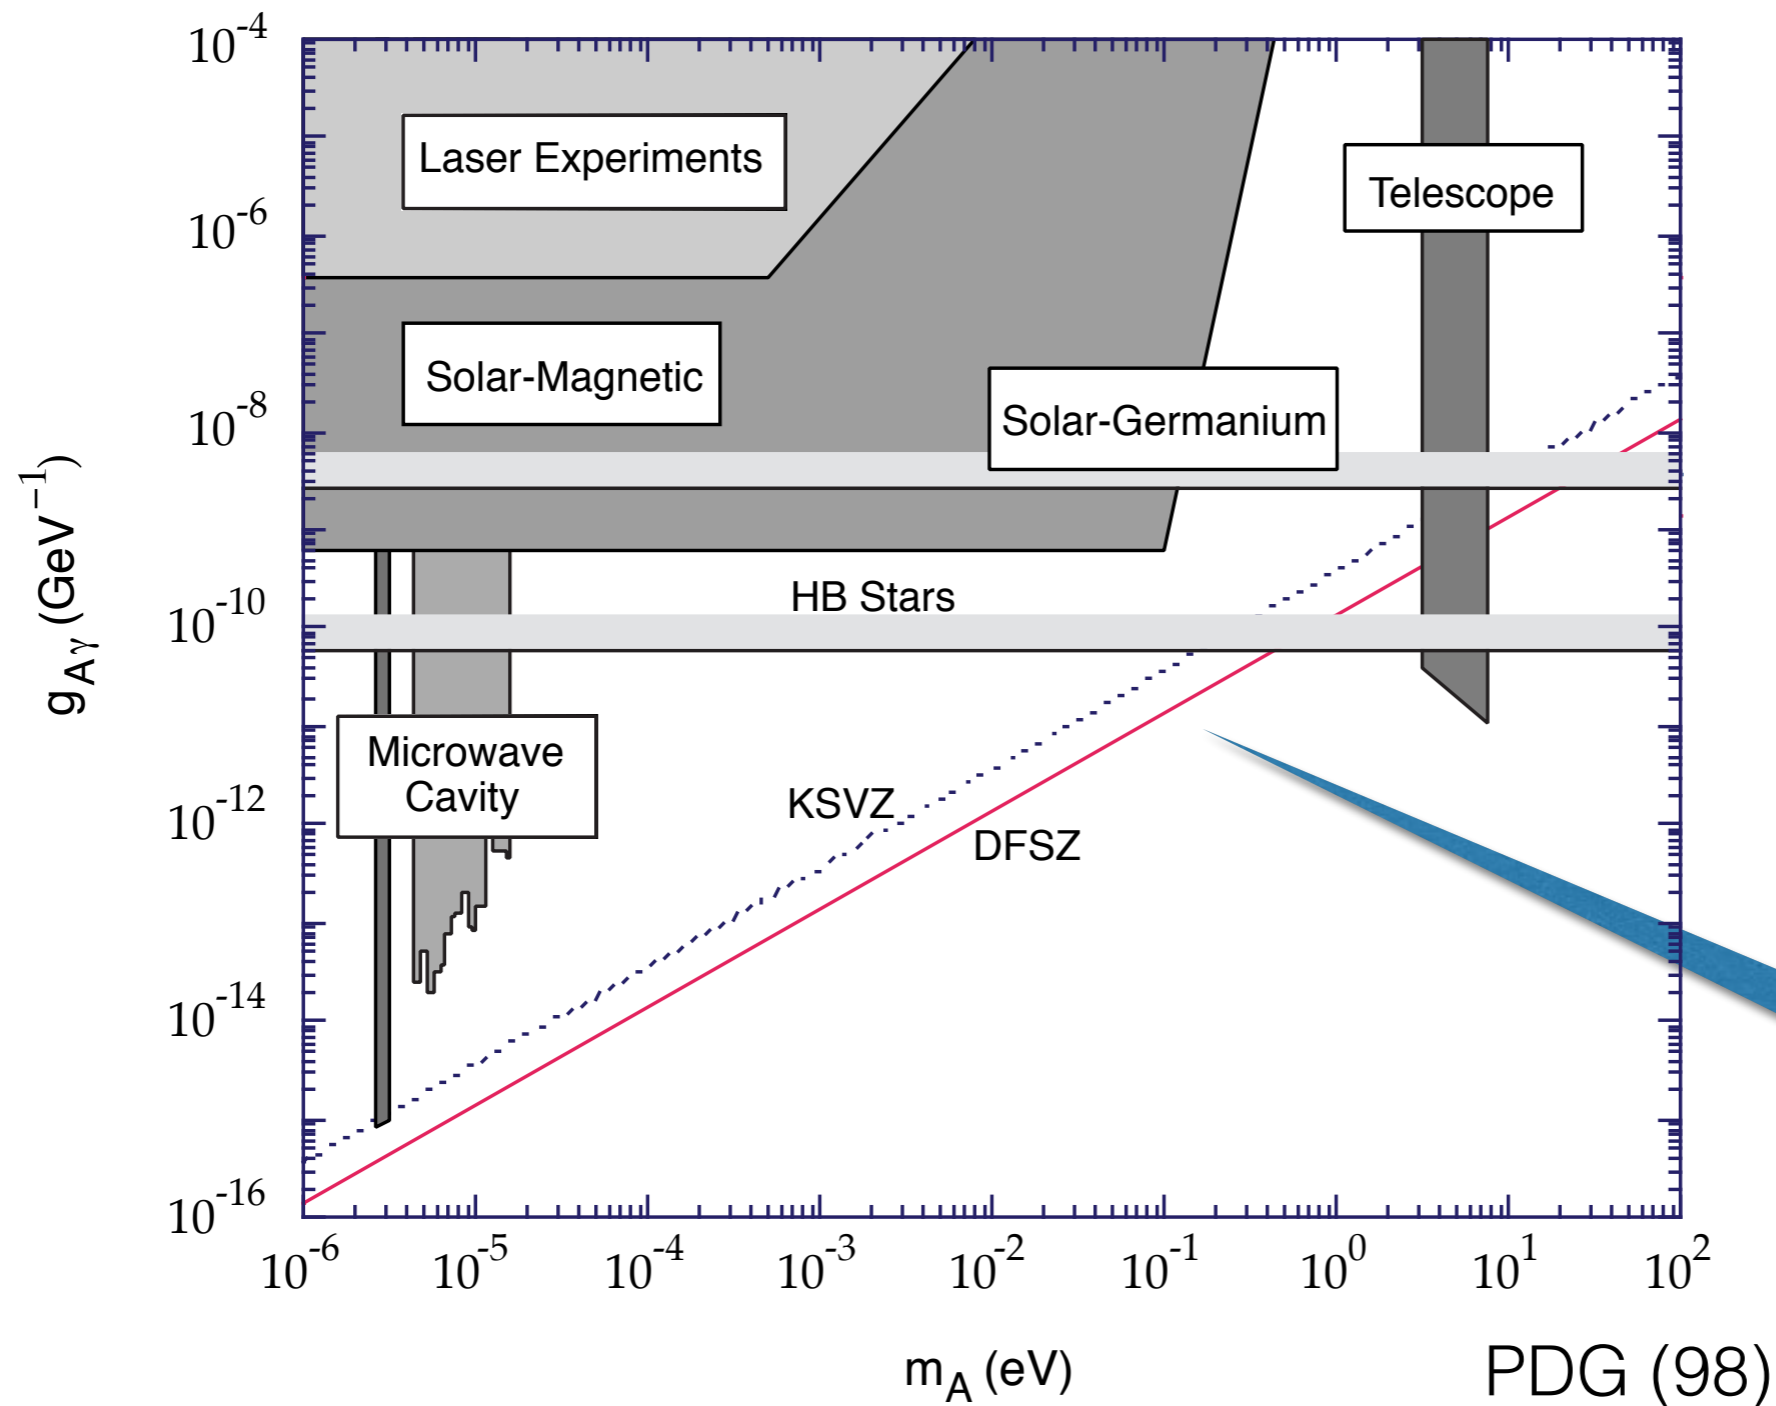 10^-4
Laser Experiments
Telescope
10^-6
Solar-Magnetic
Solar-Germanium
10^-8
g_Aγ (GeV^-1)
HB Stars
10^-10
Microwave
Cavity
KSVZ
10^-12
DFSZ
10^-14
10^-16
10^-6 10^-5 10^-4 10^-3 10^-2 10^-1 10^0 10^1 10^2
m_A (eV)
PDG (98)